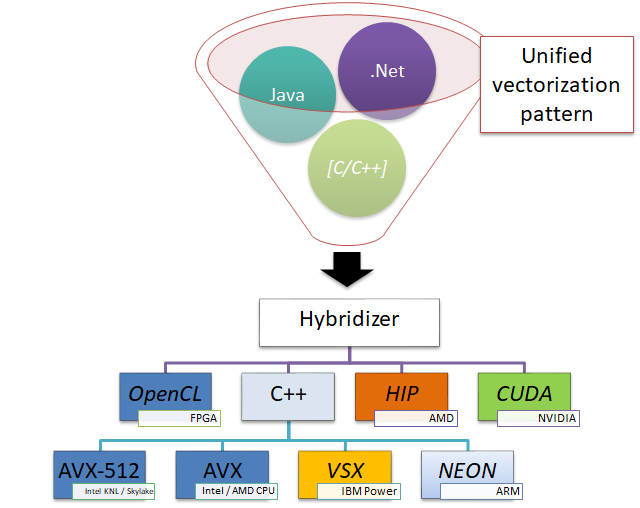 Unified
vectorization
pattern
.Net
Java
[C/C++]
Hybridizer
OpenCL
FPGA
C++
HIP
AMD
CUDA
NVIDIA
AVX-512
Intel KNL / Skylake
AVX
Intel / AMD CPU
VSX
IBM Power
NEON
ARM